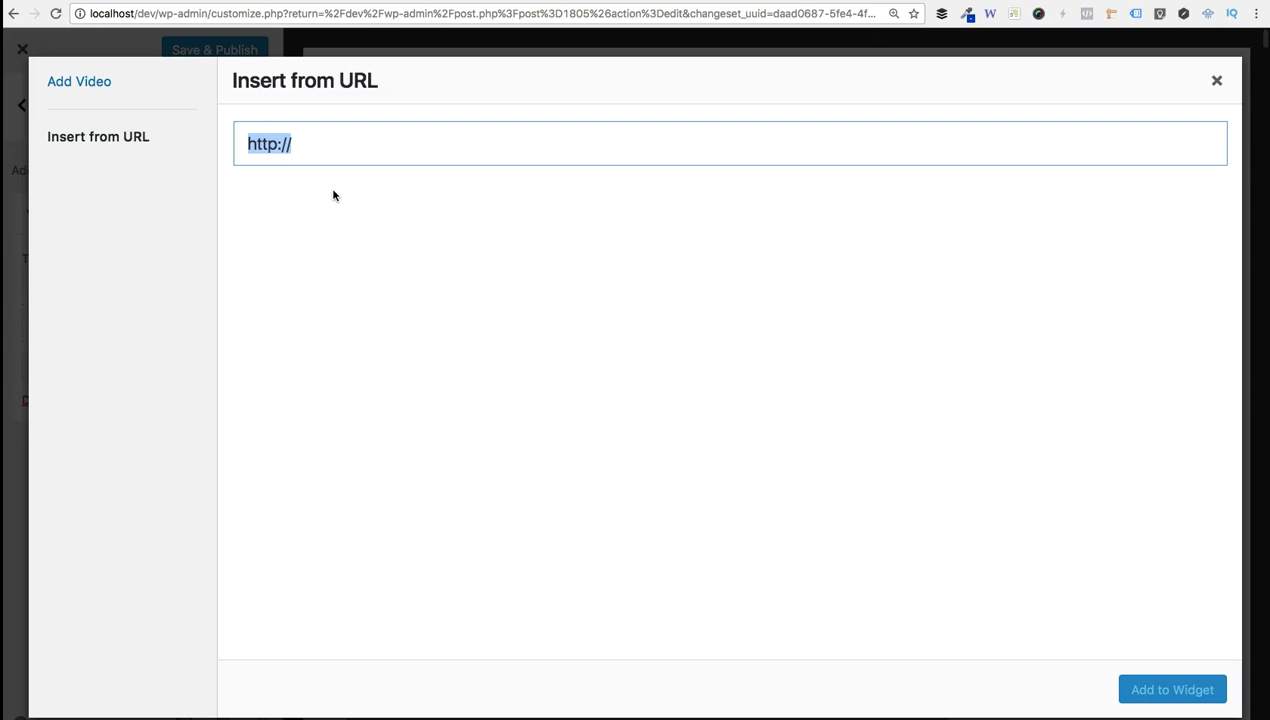 localhost/dev/wp-admin/customize.php?return=%2Fdev%2Fwp-admin%2Fpost.php%3Fpost%3D1805%26action%3Dedit&changeset_uuid=daad0687-5fe4-4f...
W
IQ
Save & Publish
Add Video
Insert from URL
Insert from URL
http://
Add to Widget